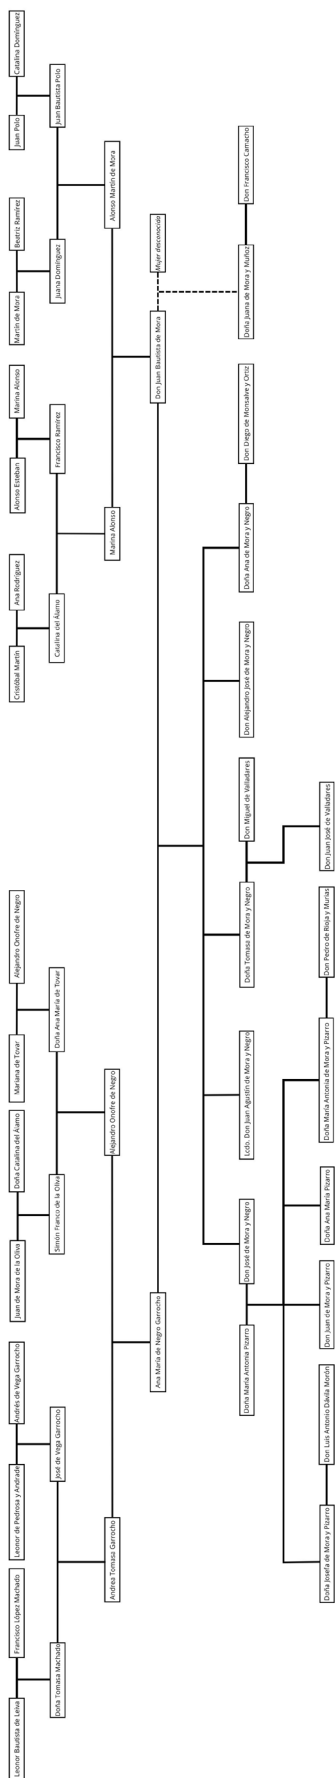 Leonor Bautista de Leiva
Francisco López Machado
Leonor de Pedrosa y Andrade
Andrés de Vega Garrocho
Juan de Mora de la Oliva
Doña Catalina del Álamo
Mariana de Tovar
Alejandro Onofre de Negro
Cristóbal Martín
Ana Rodríguez
Alonso Esteban
Marina Alonso
Martín de Mora
Beatriz Ramírez
Juan Polo
Catalina Domínguez
Doña Tomasa Machado
José de Vega Garrocho
Simón Franco de la Oliva
Doña Ana María de Tovar
Catalina del Álamo
Francisco Ramírez
Juana Domínguez
Juan Bautista Polo
Andrea Tomasa Garrocho
Alejandro Onofre de Negro
Marina Alonso
Alonso Martín de Mora
Ana María de Negro Garrocho
Don Juan Bautista de Mora
Mujer desconocida
Doña María Antonia Pizarro
Don José de Mora y Negro
Lcdo. Don Juan Agustín de Mora y Negro
Doña Tomasa de Mora y Negro
Don Miguel de Valladares
Don Alejandro José de Mora y Negro
Doña Ana de Mora y Negro
Don Diego de Monsalve y Ortiz
Doña Juana de Mora y Muñoz
Don Francisco Camacho
Doña Josefa de Mora y Pizarro
Don Luis Antonio Dávila Morón
Don Juan de Mora y Pizarro
Doña Ana María Pizarro
Doña María Antonia de Mora y Pizarro
Don Pedro de Rioja y Murias
Don Juan José de Valladares